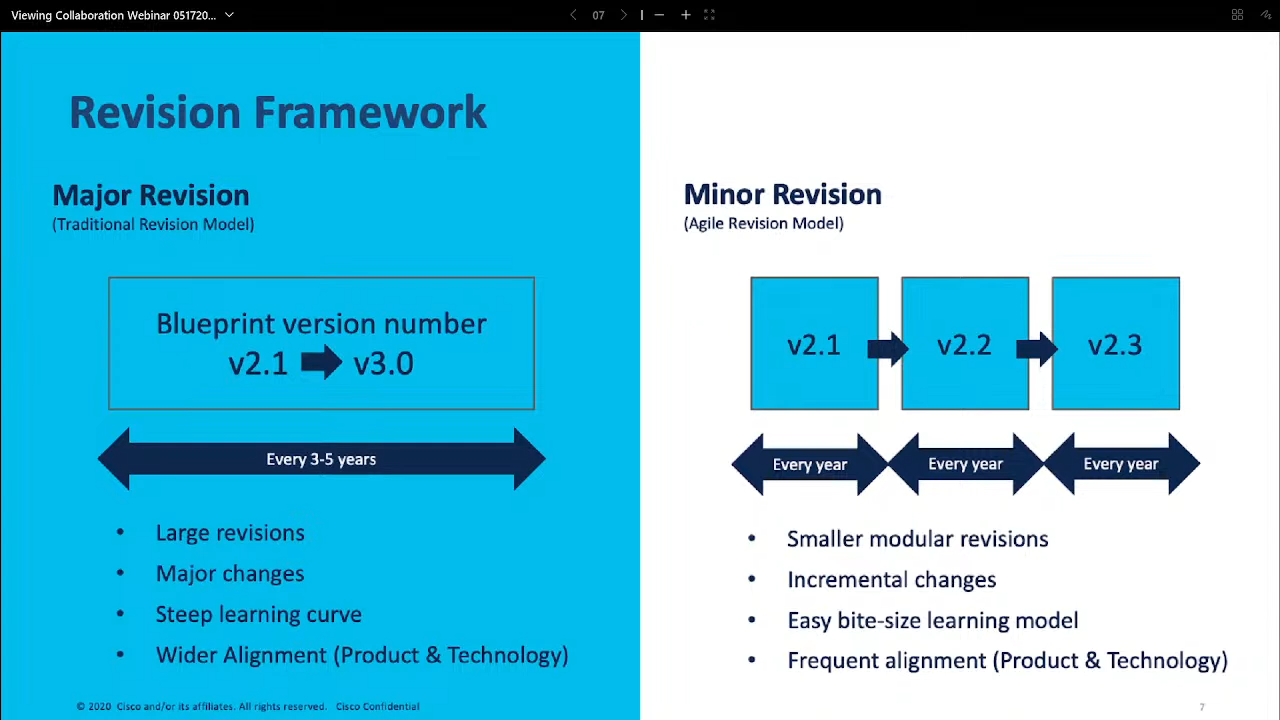 Viewing Collaboration Webinar 051720...
07
Revision Framework
Major Revision
(Traditional Revision Model)
Blueprint version number
v2.1 v3.0
Every 3-5 years
• Large revisions
• Major changes
• Steep learning curve
• Wider Alignment (Product & Technology)
© 2020 Cisco and/or its affiliates. All rights reserved. Cisco Confidential
Minor Revision
(Agile Revision Model)
v2.1 v2.2 v2.3
Every year Every year Every year
• Smaller modular revisions
• Incremental changes
• Easy bite-size learning model
• Frequent alignment (Product & Technology)
7